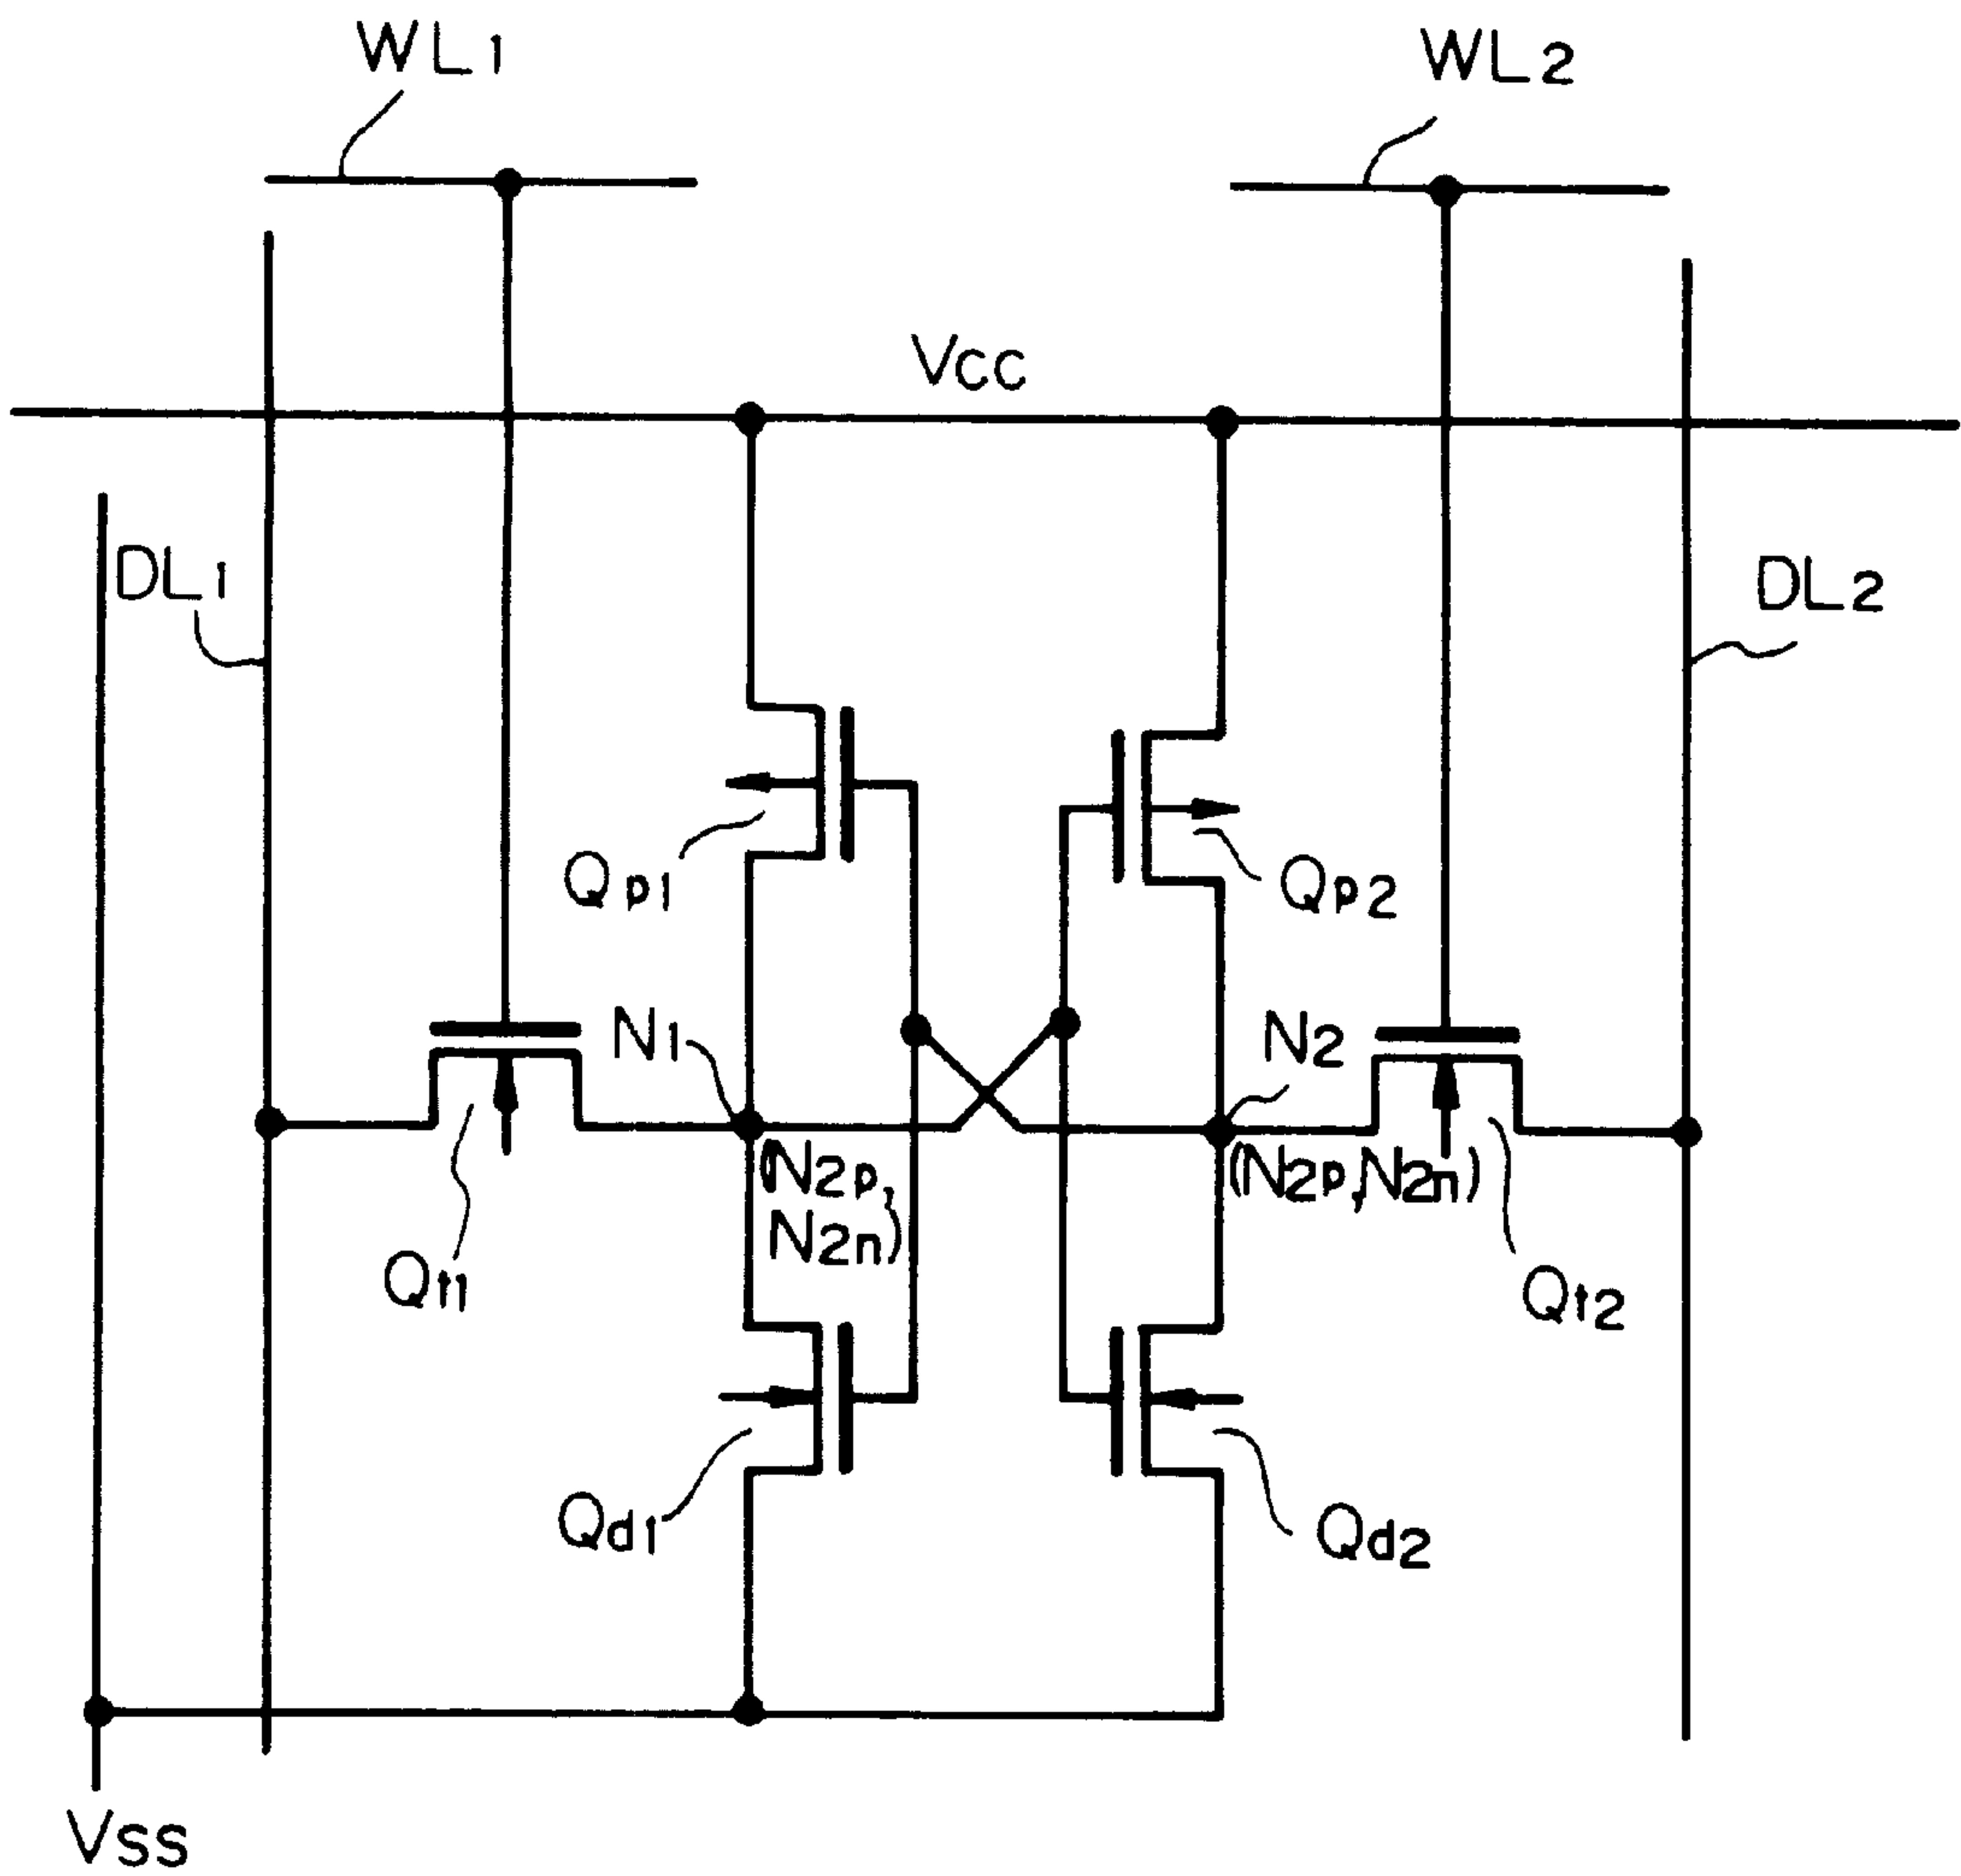 WL1
WL2
Vcc
DL1
DL2
Qp1
Qp2
N1
N2
(N2p,
N2n)
(N2p,N2n)
Qt1
Qt2
Qd1
Qd2
Vss